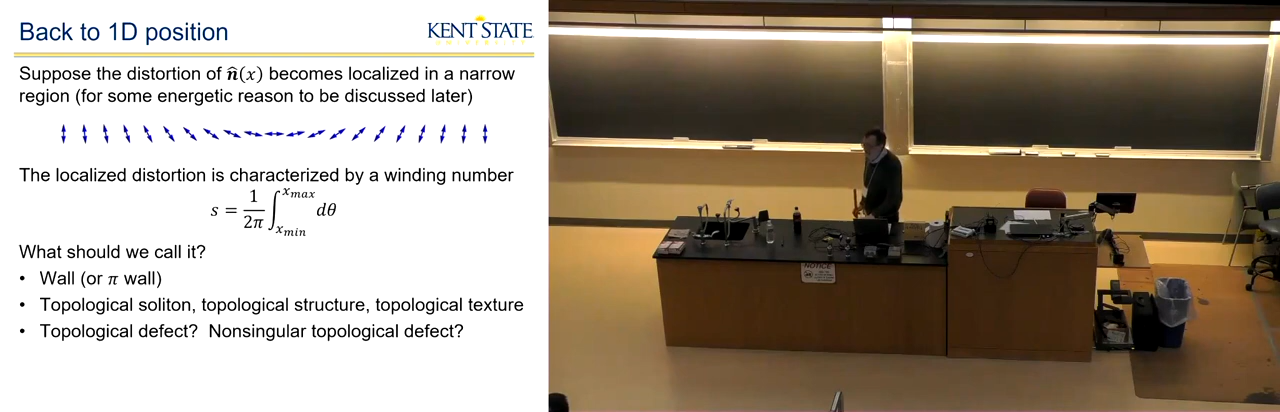 Back to 1D position
KENT STATE
UNIVERSITY
Suppose the distortion of n̂(x) becomes localized in a narrow
region (for some energetic reason to be discussed later)
The localized distortion is characterized by a winding number
s = 1/2π ∫_{x_min}^{x_max} dθ
What should we call it?
• Wall (or π wall)
• Topological soliton, topological structure, topological texture
• Topological defect? Nonsingular topological defect?
NOTICE